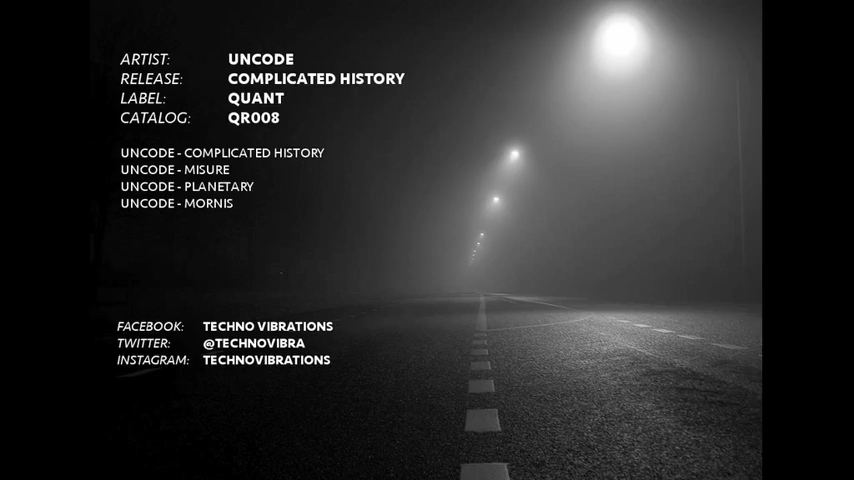 ARTIST: UNCODE
RELEASE: COMPLICATED HISTORY
LABEL: QUANT
CATALOG: QR008
UNCODE - COMPLICATED HISTORY
UNCODE - MISURE
UNCODE - PLANETARY
UNCODE - MORNIS
FACEBOOK: TECHNO VIBRATIONS
TWITTER: @TECHNOVIBRA
INSTAGRAM: TECHNOVIBRATIONS